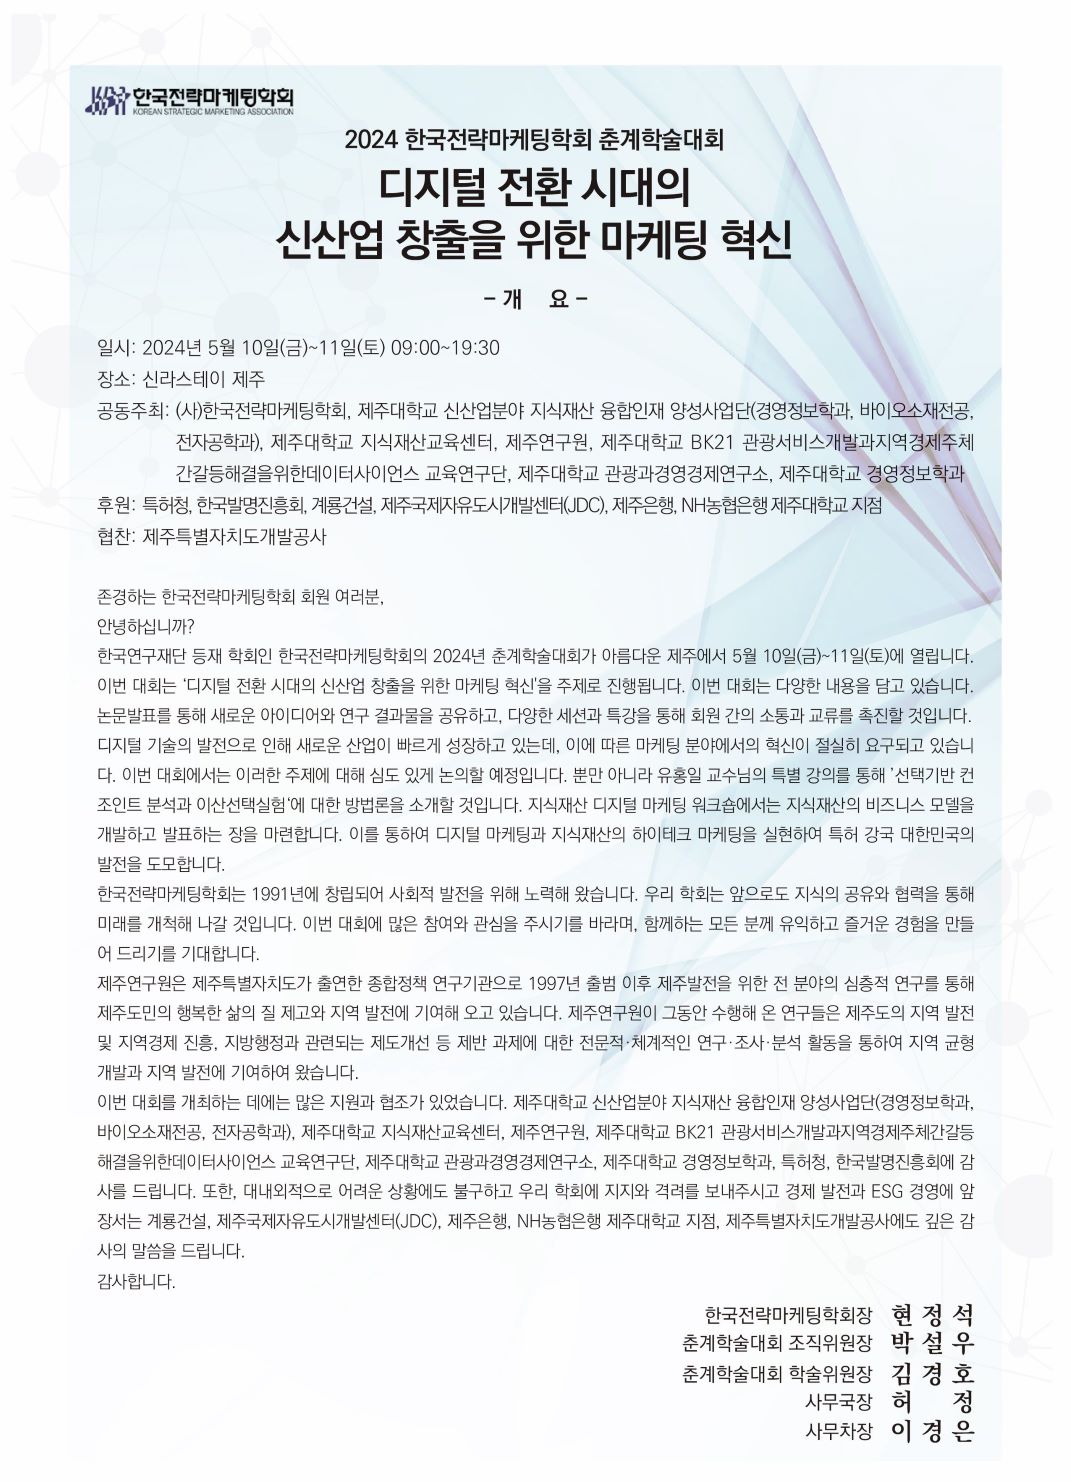 한국전략마케팅학회
KOREAN STRATEGIC MARKETING ASSOCIATION
2024 한국전략마케팅학회 춘계학술대회
디지털 전환 시대의
신산업 창출을 위한 마케팅 혁신
– 개 요 –
일시: 2024년 5월 10일(금)~11일(토) 09:00~19:30
장소: 신라스테이 제주
공동주최: (사)한국전략마케팅학회, 제주대학교 신산업분야 지식재산 융합인재 양성사업단(경영정보학과, 바이오소재전공,
전자공학과), 제주대학교 지식재산교육센터, 제주연구원, 제주대학교 BK21 관광서비스개발과지역경제주체
간갈등해결을위한데이터사이언스 교육연구단, 제주대학교 관광과경영경제연구소, 제주대학교 경영정보학과
후원: 특허청, 한국발명진흥회, 계룡건설, 제주국제자유도시개발센터(JDC), 제주은행, NH농협은행 제주대학교 지점
협찬: 제주특별자치도개발공사
존경하는 한국전략마케팅학회 회원 여러분,
안녕하십니까?
한국연구재단 등재 학회인 한국전략마케팅학회의 2024년 춘계학술대회가 아름다운 제주에서 5월 10일(금)~11일(토)에 열립니다.
이번 대회는 ‘디지털 전환 시대의 신산업 창출을 위한 마케팅 혁신'을 주제로 진행됩니다. 이번 대회는 다양한 내용을 담고 있습니다.
논문발표를 통해 새로운 아이디어와 연구 결과물을 공유하고, 다양한 세션과 특강을 통해 회원 간의 소통과 교류를 촉진할 것입니다.
디지털 기술의 발전으로 인해 새로운 산업이 빠르게 성장하고 있는데, 이에 따른 마케팅 분야에서의 혁신이 절실히 요구되고 있습니
다. 이번 대회에서는 이러한 주제에 대해 심도 있게 논의할 예정입니다. 뿐만 아니라 유홍일 교수님의 특별 강의를 통해 ’선택기반 컨
조인트 분석과 이산선택실험‘에 대한 방법론을 소개할 것입니다. 지식재산 디지털 마케팅 워크숍에서는 지식재산의 비즈니스 모델을
개발하고 발표하는 장을 마련합니다. 이를 통하여 디지털 마케팅과 지식재산의 하이테크 마케팅을 실현하여 특허 강국 대한민국의
발전을 도모합니다.
한국전략마케팅학회는 1991년에 창립되어 사회적 발전을 위해 노력해 왔습니다. 우리 학회는 앞으로도 지식의 공유와 협력을 통해
미래를 개척해 나갈 것입니다. 이번 대회에 많은 참여와 관심을 주시기를 바라며, 함께하는 모든 분께 유익하고 즐거운 경험을 만들
어 드리기를 기대합니다.
제주연구원은 제주특별자치도가 출연한 종합정책 연구기관으로 1997년 출범 이후 제주발전을 위한 전 분야의 심층적 연구를 통해
제주도민의 행복한 삶의 질 제고와 지역 발전에 기여해 오고 있습니다. 제주연구원이 그동안 수행해 온 연구들은 제주도의 지역 발전
및 지역경제 진흥, 지방행정과 관련되는 제도개선 등 제반 과제에 대한 전문적·체계적인 연구·조사·분석 활동을 통하여 지역 균형
개발과 지역 발전에 기여하여 왔습니다.
이번 대회를 개최하는 데에는 많은 지원과 협조가 있었습니다. 제주대학교 신산업분야 지식재산 융합인재 양성사업단(경영정보학과,
바이오소재전공, 전자공학과), 제주대학교 지식재산교육센터, 제주연구원, 제주대학교 BK21 관광서비스개발과지역경제주체간갈등
해결을위한데이터사이언스 교육연구단, 제주대학교 관광과경영경제연구소, 제주대학교 경영정보학과, 특허청, 한국발명진흥회에 감
사를 드립니다. 또한, 대내외적으로 어려운 상황에도 불구하고 우리 학회에 지지와 격려를 보내주시고 경제 발전과 ESG 경영에 앞
장서는 계룡건설, 제주국제자유도시개발센터(JDC), 제주은행, NH농협은행 제주대학교 지점, 제주특별자치도개발공사에도 깊은 감
사의 말씀을 드립니다.
감사합니다.
한국전략마케팅학회장 현 정 석
춘계학술대회 조직위원장 박 설 우
춘계학술대회 학술위원장 김 경 호
사무국장 허 정
사무차장 이 경 은